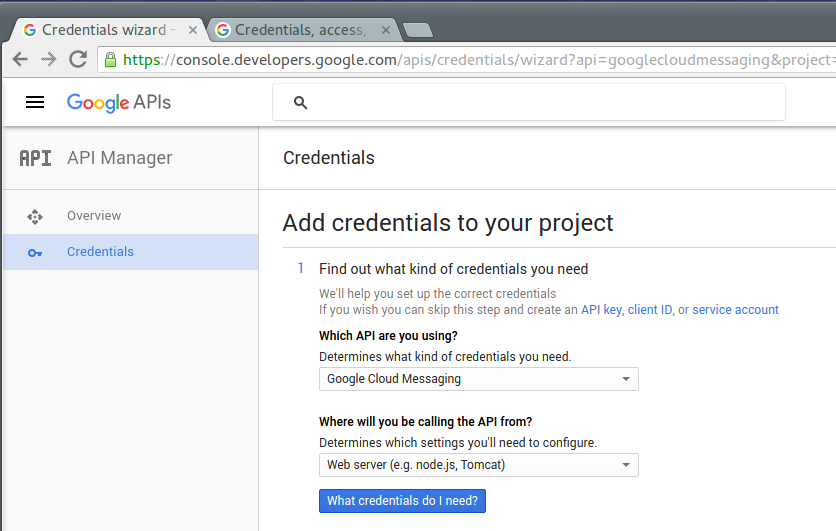 Credentials wizard -
Credentials, access,
https://console.developers.google.com/apis/credentials/wizard?api=googlecloudmessaging&project=
Google APIs
API API Manager
Credentials
Overview
Credentials
Add credentials to your project
1 Find out what kind of credentials you need
We'll help you set up the correct credentials
If you wish you can skip this step and create an API key, client ID, or service account
Which API are you using?
Determines what kind of credentials you need.
Google Cloud Messaging
Where will you be calling the API from?
Determines which settings you'll need to configure.
Web server (e.g. node.js, Tomcat)
What credentials do I need?